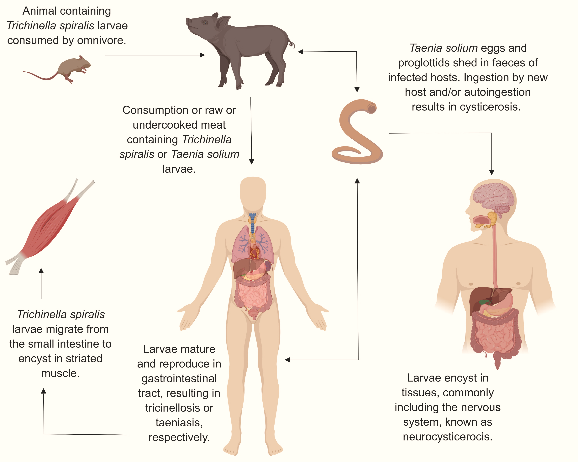 Animal containing
Trichinella spiralis larvae
consumed by omnivore.
Taenia solium eggs and
proglottids shed in faeces of
infected hosts. Ingestion by new
host and/or autoingestion
results in cysticerosis.
Consumption or raw or
undercooked meat
containing Trichinella
spiralis or Taenia solium
larvae.
Trichinella spiralis
larvae migrate from
the small intestine to
encyst in striated
muscle.
Larvae mature
and reproduce in
gastrointestinal
tract, resulting in
tricinellosis or
taeniasis,
respectively.
Larvae encyst in
tissues, commonly
including the nervous
system, known as
neurocysticerocis.